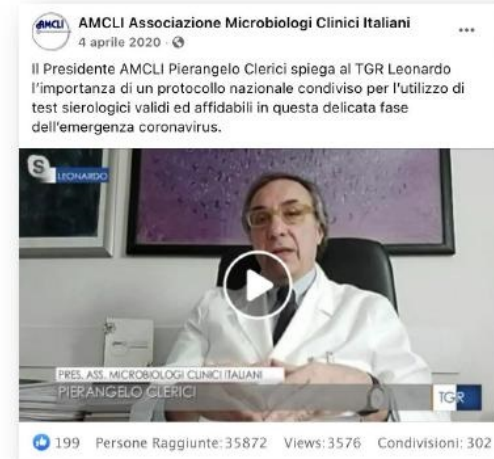 AMCLI
AMCLI Associazione Microbiologi Clinici Italiani
4 aprile 2020 ·
Il Presidente AMCLI Pierangelo Clerici spiega al TGR Leonardo
l'importanza di un protocollo nazionale condiviso per l'utilizzo di
test sierologici validi ed affidabili in questa delicata fase
dell'emergenza coronavirus.
S
LEONARDO
PRES. ASS. MICROBIOLOGI CLINICI ITALIANI
PIERANGELO CLERICI
TGR
199 Persone Raggiunte: 35872 Views: 3576 Condivisioni: 302